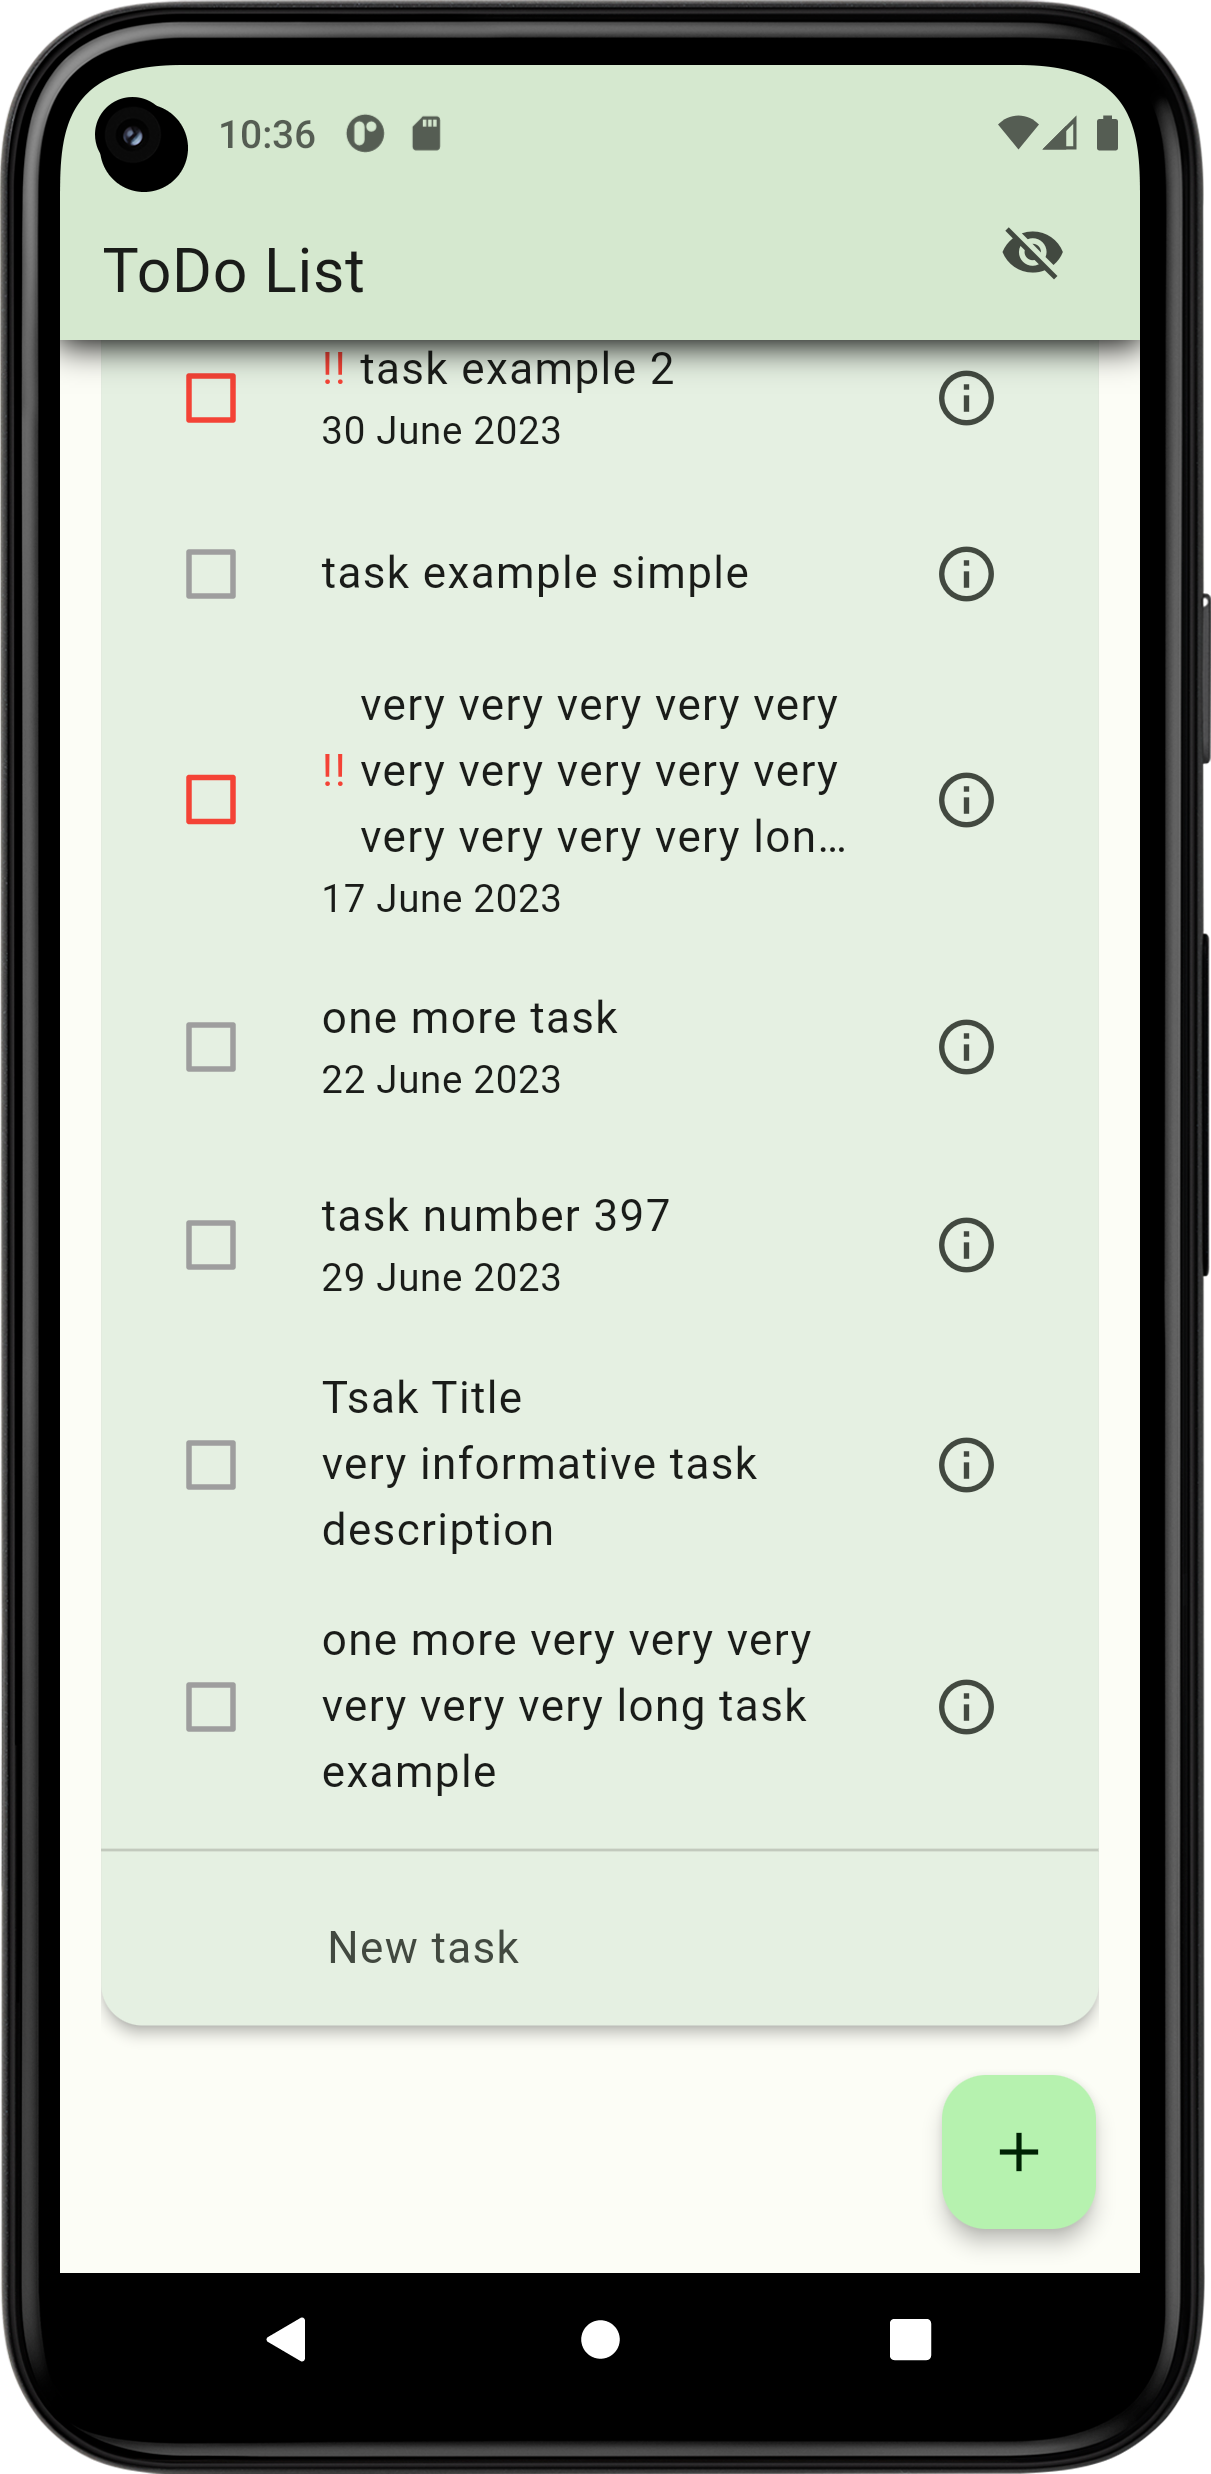 10:36
ToDo List
!! task example 2
30 June 2023
task example simple
very very very very very
!! very very very very very
very very very very lon…
17 June 2023
one more task
22 June 2023
task number 397
29 June 2023
Tsak Title
very informative task
description
one more very very very
very very very long task
example
New task